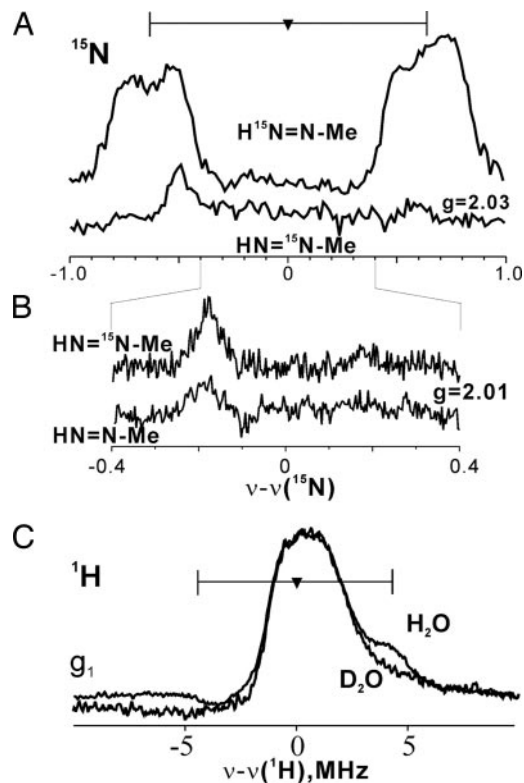 A
¹⁵N
H¹⁵N=N-Me
g=2.03
HN=¹⁵N-Me
-1.0 0 1.0
B
HN=¹⁵N-Me
g=2.01
HN=N-Me
-0.4 0 0.4
ν-ν(¹⁵N)
C
¹H
H₂O
g₁
D₂O
-5 0 5
ν-ν(¹H),MHz